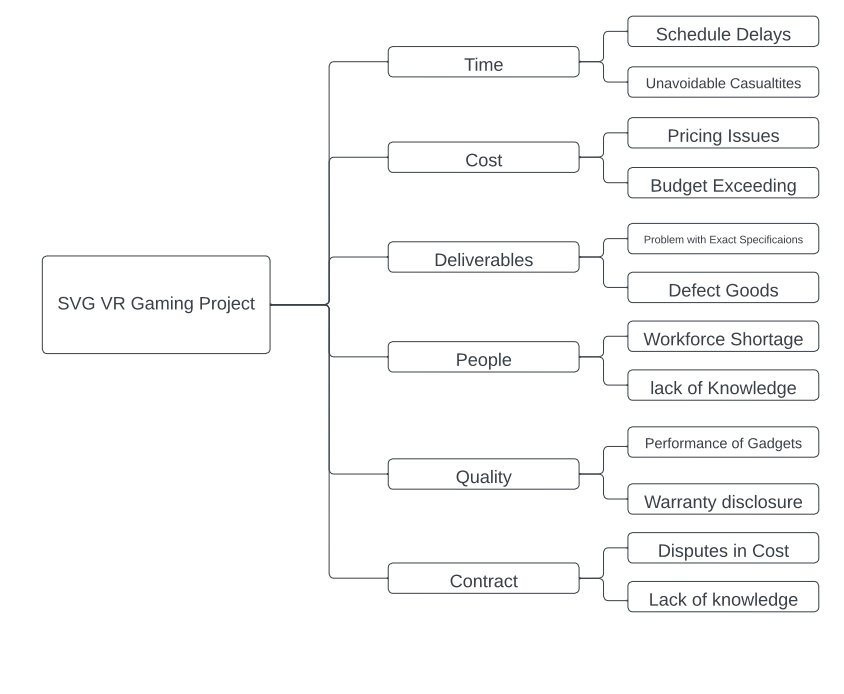 SVG VR Gaming Project
Time
Schedule Delays
Unavoidable Casualtites
Cost
Pricing Issues
Budget Exceeding
Deliverables
Problem with Exact Specificaions
Defect Goods
People
Workforce Shortage
lack of Knowledge
Quality
Performance of Gadgets
Warranty disclosure
Contract
Disputes in Cost
Lack of knowledge